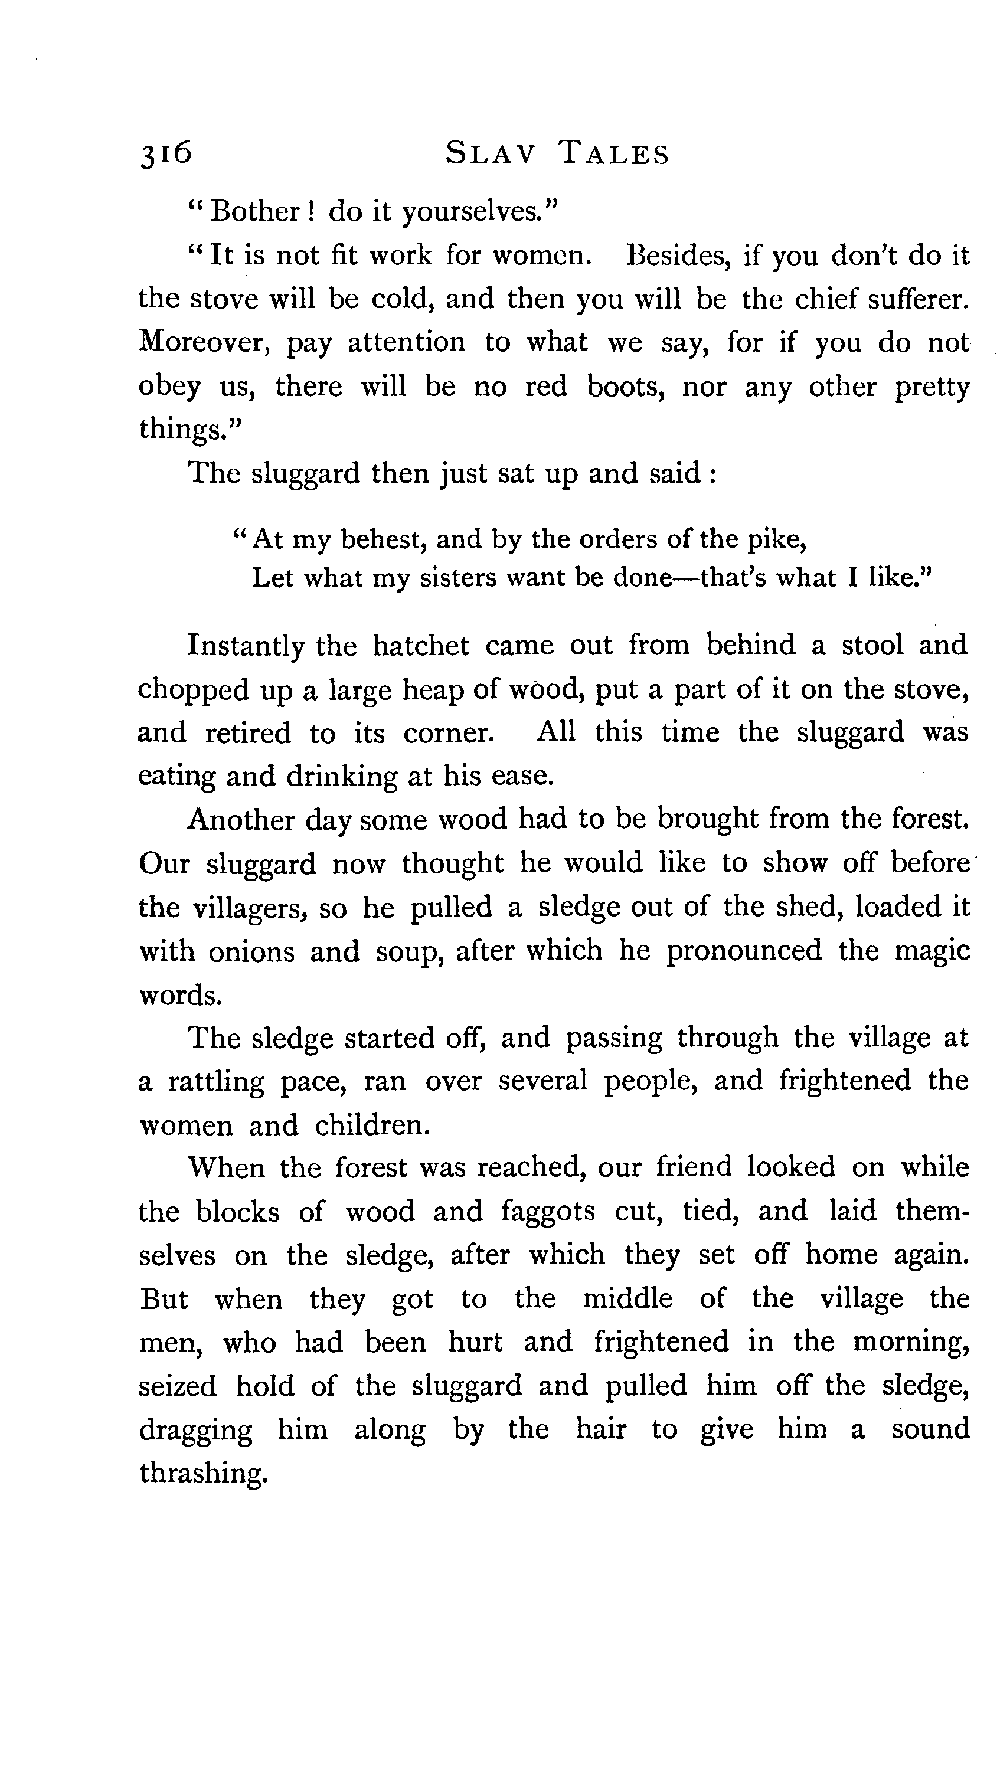 316 SLAV TALES
“ Bother ! do it yourselves.”
“ It is not fit work for women. Besides, if you don’t do it
the stove will be cold, and then you will be the chief sufferer.
Moreover, pay attention to what we say, for if you do not
obey us, there will be no red boots, nor any other pretty
things.”
The sluggard then just sat up and said :
“ At my behest, and by the orders of the pike,
Let what my sisters want be done—that’s what I like.”
Instantly the hatchet came out from behind a stool and
chopped up a large heap of wood, put a part of it on the stove,
and retired to its corner. All this time the sluggard was
eating and drinking at his ease.
Another day some wood had to be brought from the forest.
Our sluggard now thought he would like to show off before
the villagers, so he pulled a sledge out of the shed, loaded it
with onions and soup, after which he pronounced the magic
words.
The sledge started off, and passing through the village at
a rattling pace, ran over several people, and frightened the
women and children.
When the forest was reached, our friend looked on while
the blocks of wood and faggots cut, tied, and laid them-
selves on the sledge, after which they set off home again.
But when they got to the middle of the village the
men, who had been hurt and frightened in the morning,
seized hold of the sluggard and pulled him off the sledge,
dragging him along by the hair to give him a sound
thrashing.